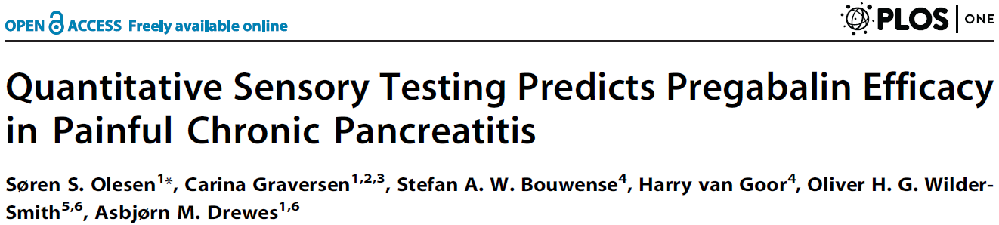 OPEN ACCESS Freely available online
PLOS ONE
Quantitative Sensory Testing Predicts Pregabalin Efficacy
in Painful Chronic Pancreatitis
Søren S. Olesen1*, Carina Graversen1,2,3, Stefan A. W. Bouwense4, Harry van Goor4, Oliver H. G. Wilder-
Smith5,6, Asbjørn M. Drewes1,6